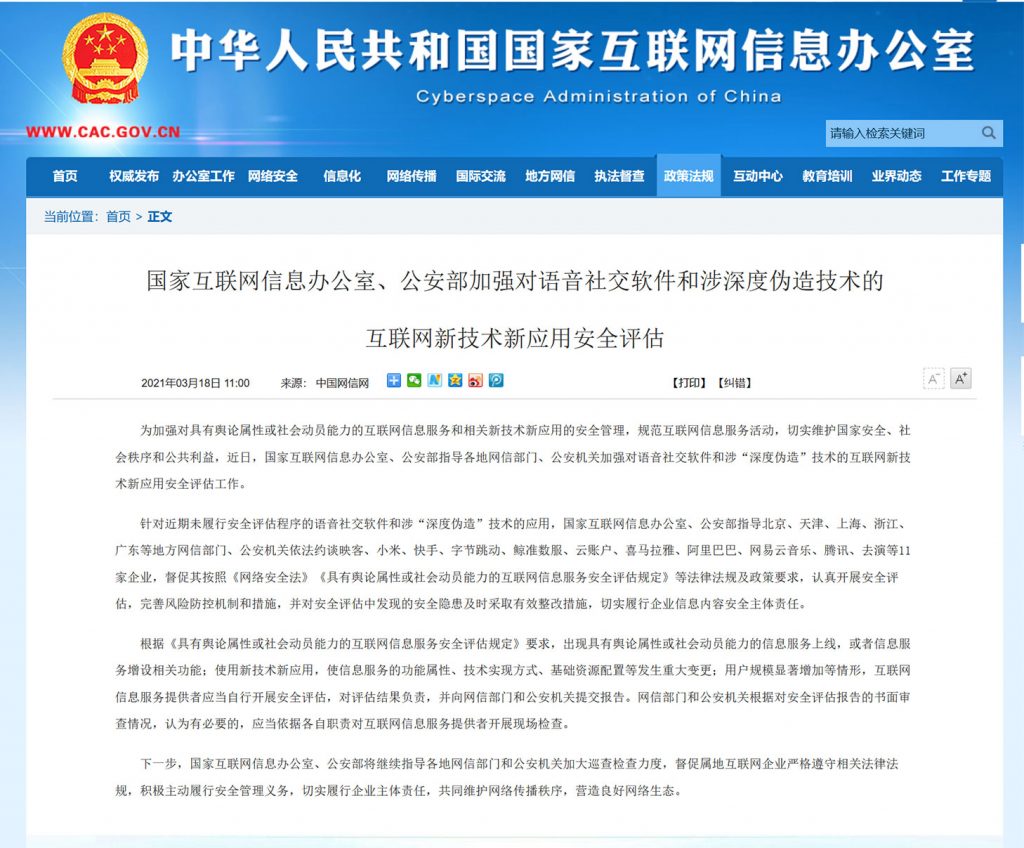 中华人民共和国国家互联网信息办公室
Cyberspace Administration of China
WWW.CAC.GOV.CN
请输入检索关键词
首页 权威发布 办公室工作 网络安全 信息化 网络传播 国际交流 地方网信 执法督查 政策法规 互动中心 教育培训 业界动态 工作专题
当前位置：首页 > 正文
国家互联网信息办公室、公安部加强对语音社交软件和涉深度伪造技术的
互联网新技术新应用安全评估
2021年03月18日 11:00 来源： 中国网信网 【打印】【纠错】 A- A+
为加强对具有舆论属性或社会动员能力的互联网信息服务和相关新技术新应用的安全管理，规范互联网信息服务活动，切实维护国家安全、社
会秩序和公共利益，近日，国家互联网信息办公室、公安部指导各地网信部门、公安机关加强对语音社交软件和涉“深度伪造”技术的互联网新技
术新应用安全评估工作。
针对近期未履行安全评估程序的语音社交软件和涉“深度伪造”技术的应用，国家互联网信息办公室、公安部指导北京、天津、上海、浙江、
广东等地方网信部门、公安机关依法约谈映客、小米、快手、字节跳动、鲸准数服、云账户、喜马拉雅、阿里巴巴、网易云音乐、腾讯、去演等11
家企业，督促其按照《网络安全法》《具有舆论属性或社会动员能力的互联网信息服务安全评估规定》等法律法规及政策要求，认真开展安全评
估，完善风险防控机制和措施，并对安全评估中发现的安全隐患及时采取有效整改措施，切实履行企业信息内容安全主体责任。
根据《具有舆论属性或社会动员能力的互联网信息服务安全评估规定》要求，出现具有舆论属性或社会动员能力的信息服务上线，或者信息服
务增设相关功能；使用新技术新应用，使信息服务的功能属性、技术实现方式、基础资源配置等发生重大变更；用户规模显著增加等情形，互联网
信息服务提供者应当自行开展安全评估，对评估结果负责，并向网信部门和公安机关提交报告。网信部门和公安机关根据对安全评估报告的书面审
查情况，认为有必要的，应当依据各自职责对互联网信息服务提供者开展现场检查。
下一步，国家互联网信息办公室、公安部将继续指导各地网信部门和公安机关加大巡查检查力度，督促属地互联网企业严格遵守相关法律法
规，积极主动履行安全管理义务，切实履行企业主体责任，共同维护网络传播秩序，营造良好网络生态。